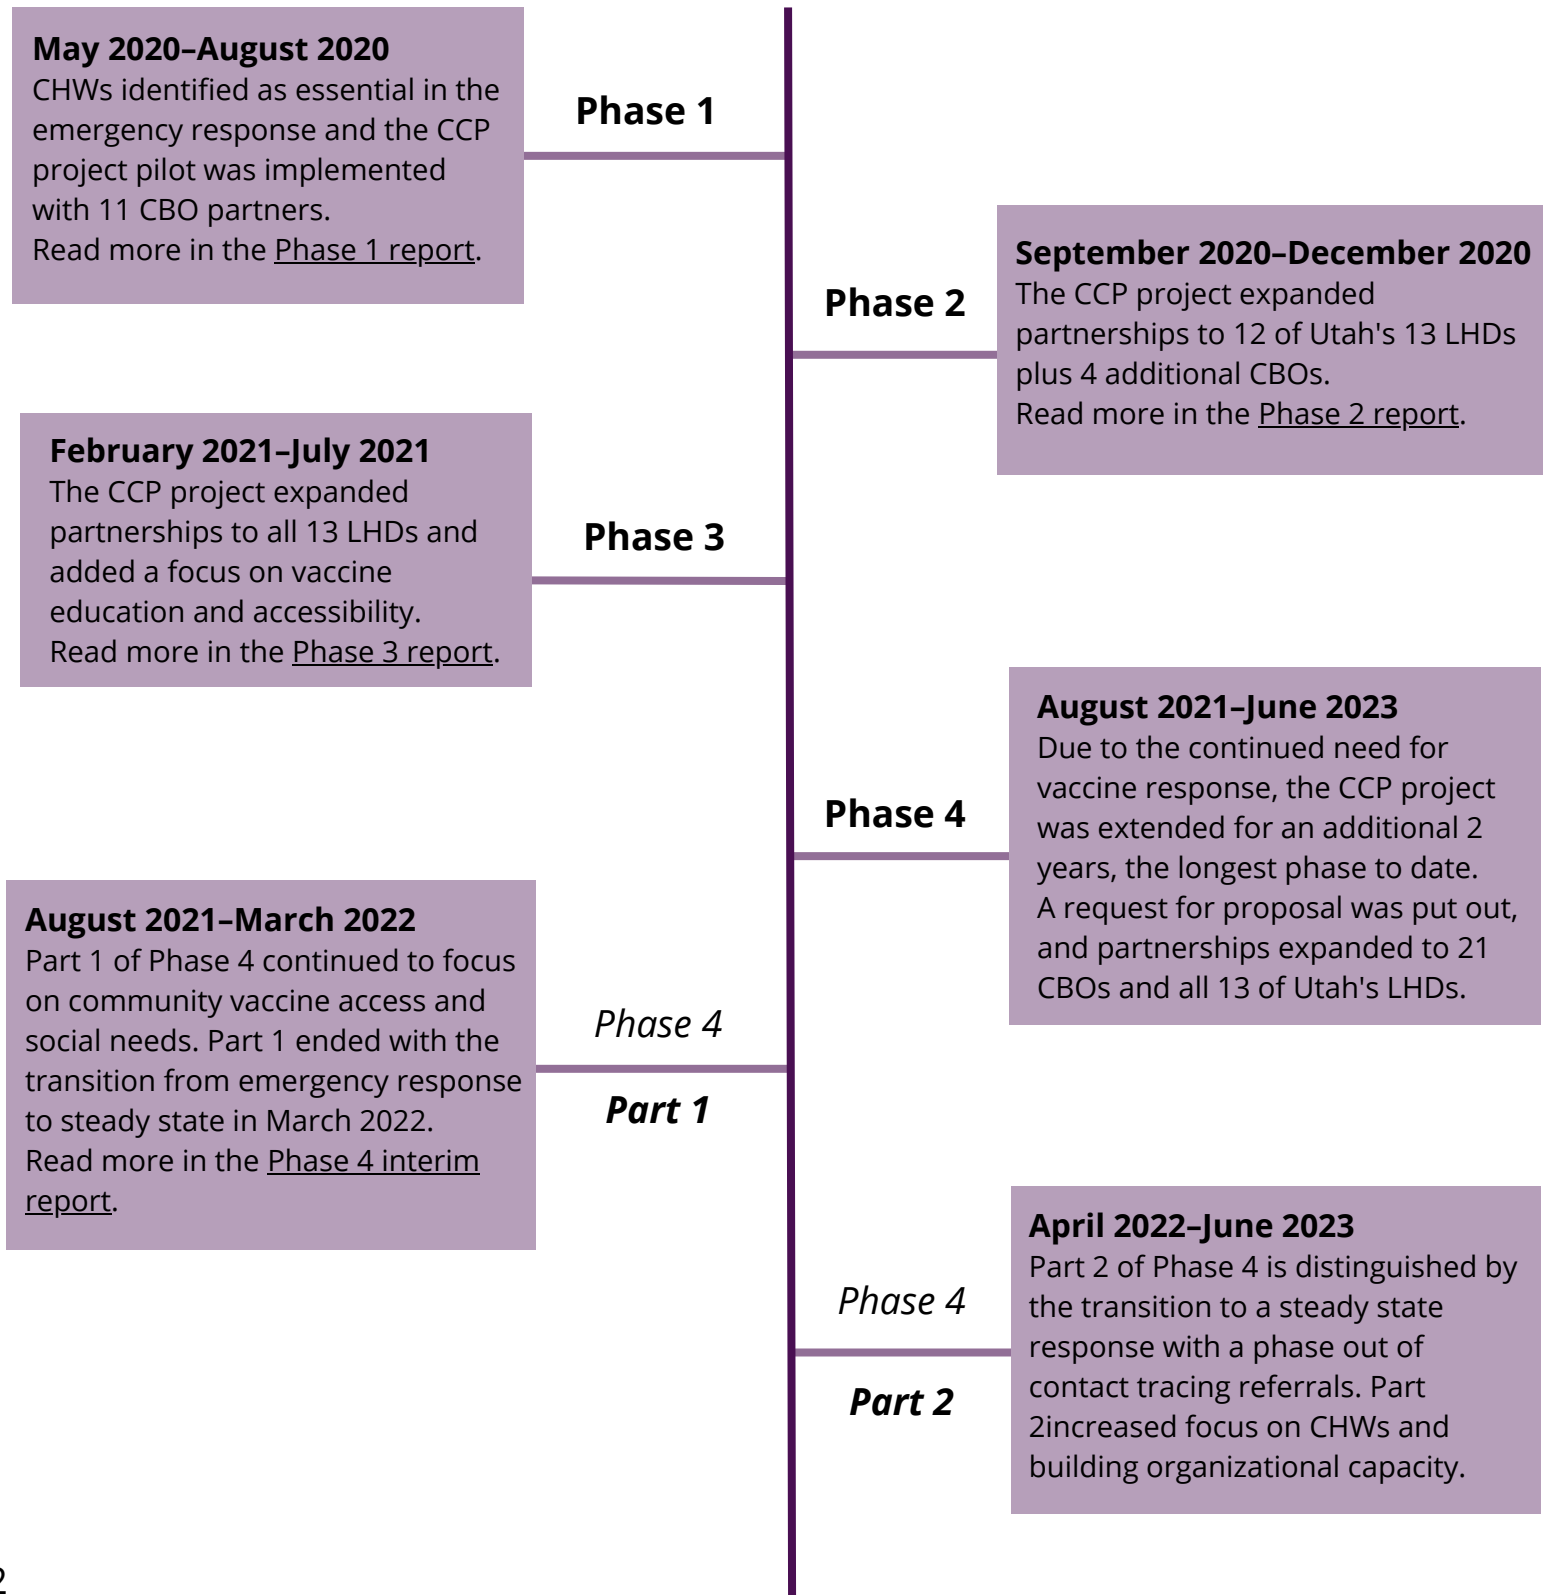 May 2020–August 2020
CHWs identified as essential in the
emergency response and the CCP
project pilot was implemented
with 11 CBO partners.
Read more in the Phase 1 report.
Phase 1
Phase 2
September 2020–December 2020
The CCP project expanded
partnerships to 12 of Utah's 13 LHDs
plus 4 additional CBOs.
Read more in the Phase 2 report.
February 2021–July 2021
The CCP project expanded
partnerships to all 13 LHDs and
added a focus on vaccine
education and accessibility.
Read more in the Phase 3 report.
Phase 3
Phase 4
August 2021–June 2023
Due to the continued need for
vaccine response, the CCP project
was extended for an additional 2
years, the longest phase to date.
A request for proposal was put out,
and partnerships expanded to 21
CBOs and all 13 of Utah's LHDs.
August 2021–March 2022
Part 1 of Phase 4 continued to focus
on community vaccine access and
social needs. Part 1 ended with the
transition from emergency response
to steady state in March 2022.
Read more in the Phase 4 interim
report.
Phase 4
Part 1
Phase 4
Part 2
April 2022–June 2023
Part 2 of Phase 4 is distinguished by
the transition to a steady state
response with a phase out of
contact tracing referrals. Part
2increased focus on CHWs and
building organizational capacity.
2